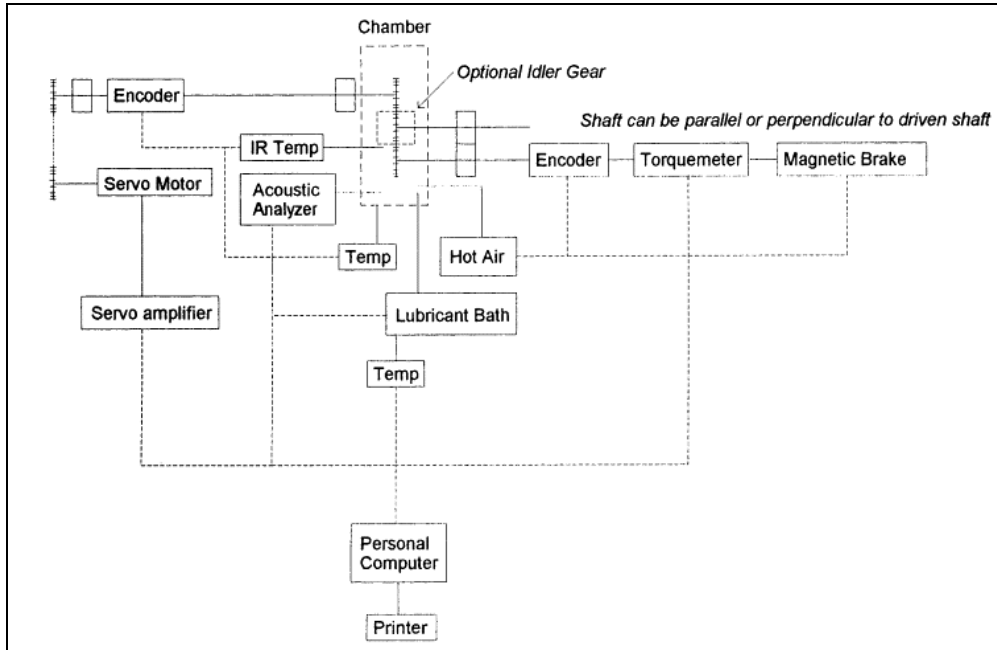 Chamber
Optional Idler Gear
Encoder
Shaft can be parallel or perpendicular to driven shaft
IR Temp
Encoder
Torquemeter
Magnetic Brake
Servo Motor
Acoustic
Analyzer
Temp
Hot Air
Servo amplifier
Lubricant Bath
Temp
Personal
Computer
Printer